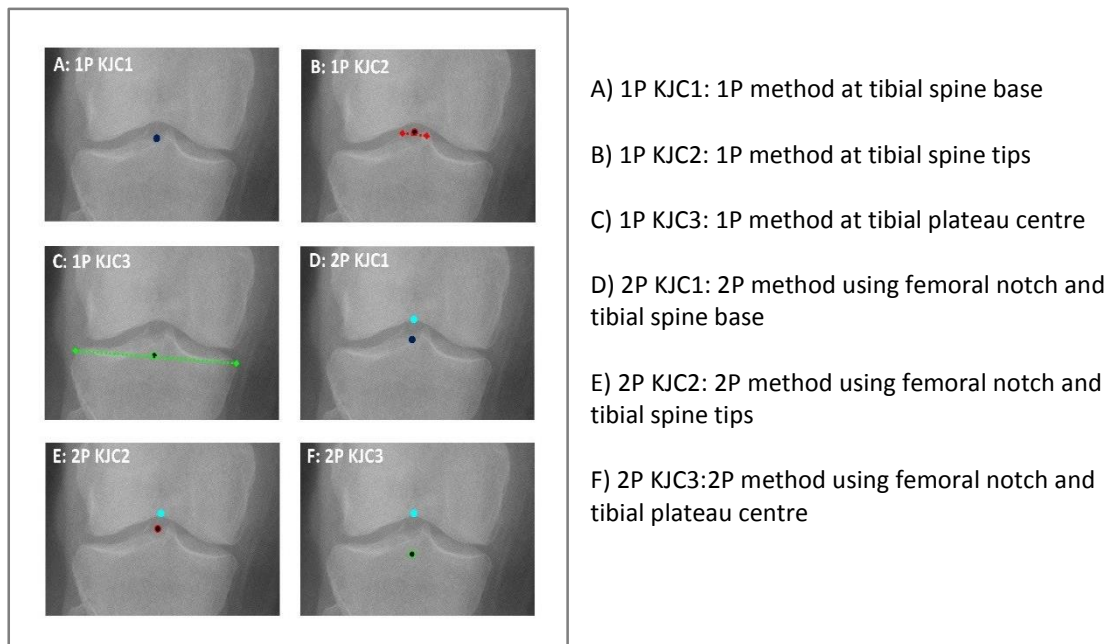 A: 1P KJC1
B: 1P KJC2
C: 1P KJC3
D: 2P KJC1
E: 2P KJC2
F: 2P KJC3
A) 1P KJC1: 1P method at tibial spine base
B) 1P KJC2: 1P method at tibial spine tips
C) 1P KJC3: 1P method at tibial plateau centre
D) 2P KJC1: 2P method using femoral notch and
tibial spine base
E) 2P KJC2: 2P method using femoral notch and
tibial spine tips
F) 2P KJC3:2P method using femoral notch and
tibial plateau centre